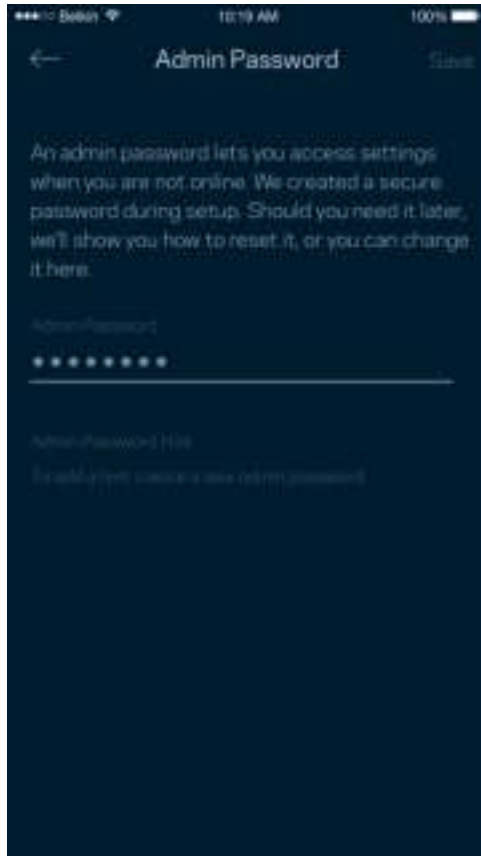 Belkin 10:19 AM 100%
Admin Password Save
An admin password lets you access settings
when you are not online. We created a secure
password during setup. Should you need it later,
we'll show you how to reset it, or you can change
it here.
Admin Password
Admin Password Hint
To add a hint, create a new admin password